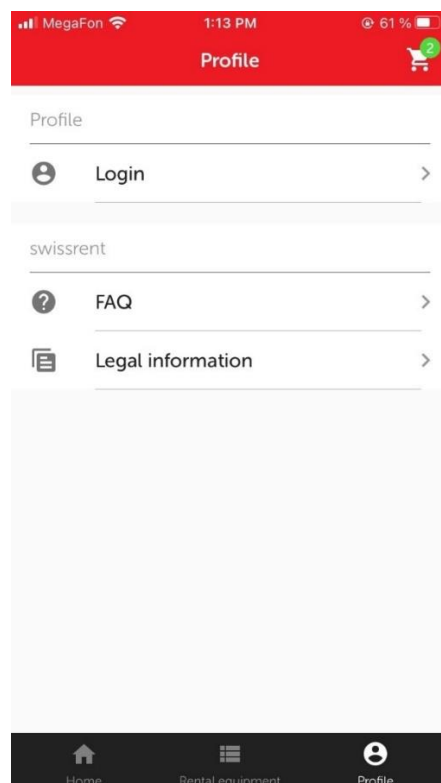 MegaFon 1:13 PM 61 %
Profile
2
Profile
Login
swissrent
FAQ
Legal information
Home Rental equipment Profile